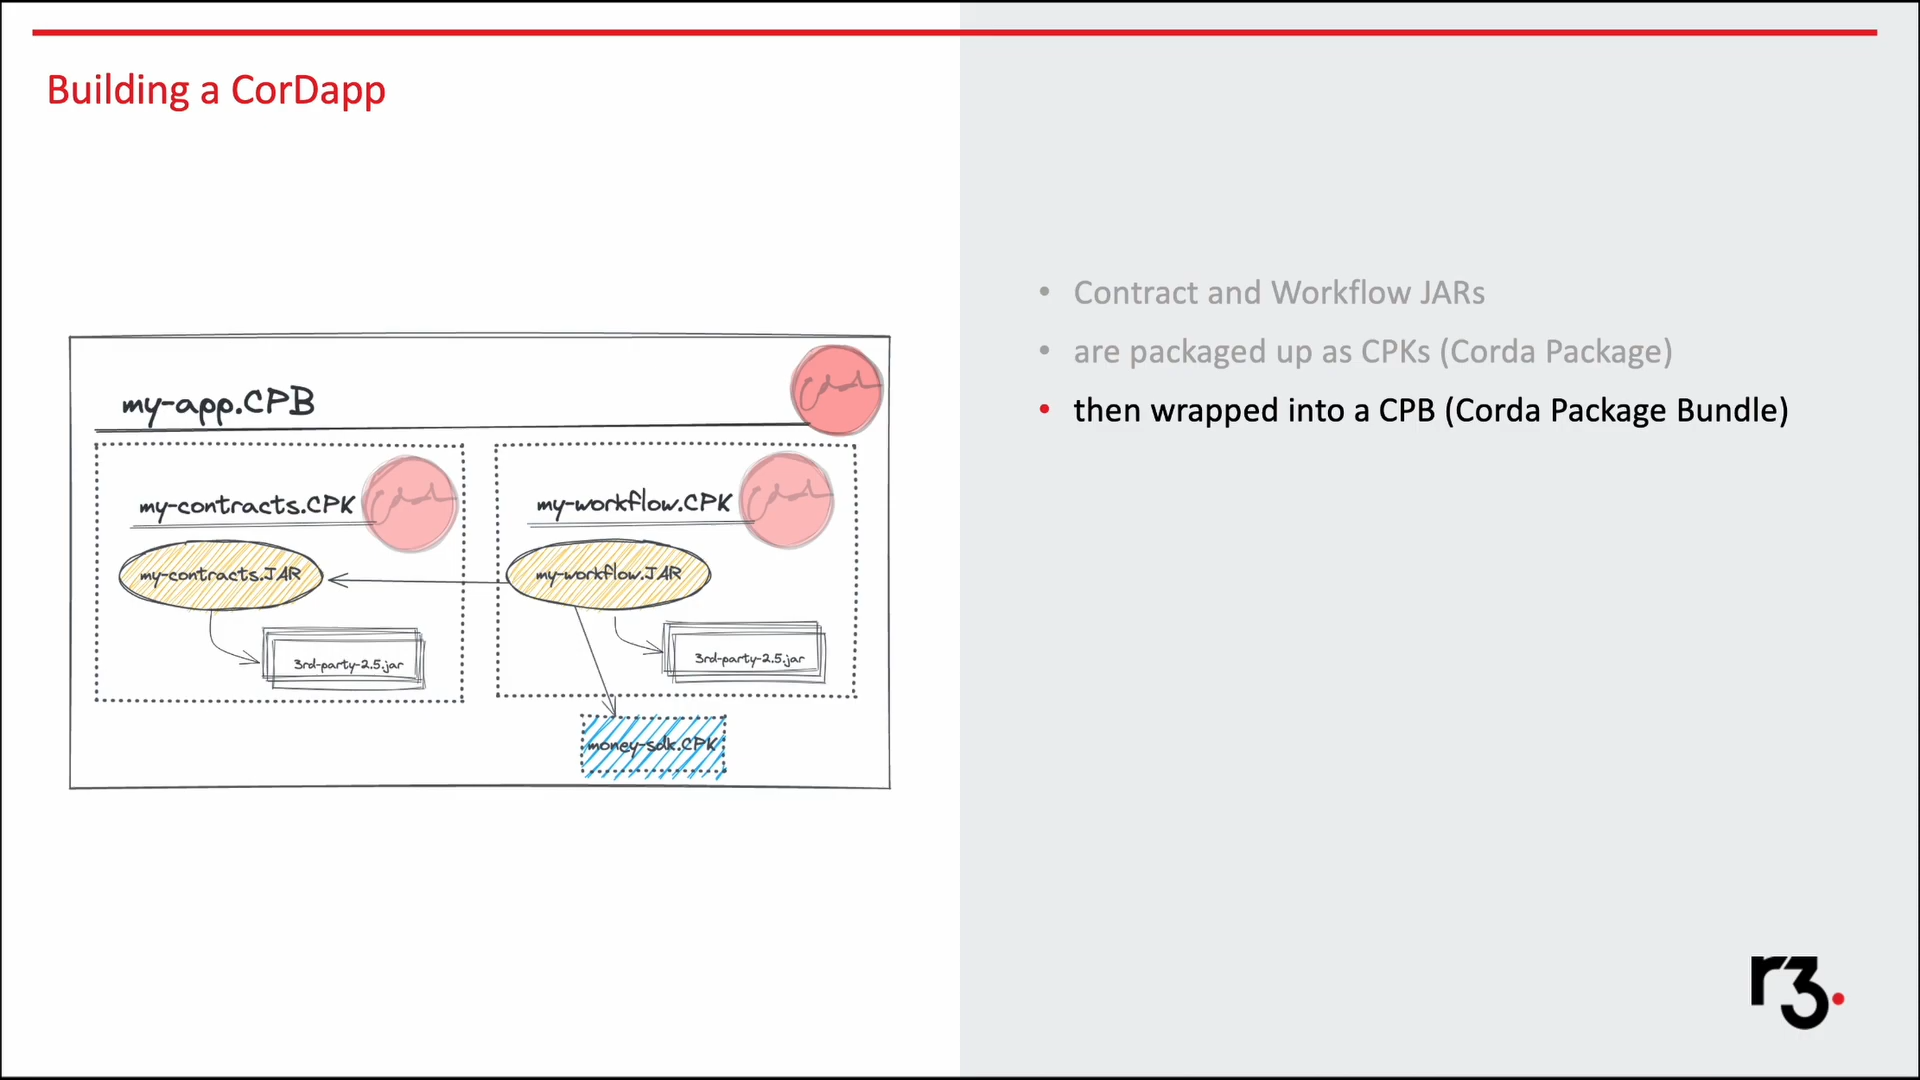 Building a CorDapp
my-app.CPB
my-contracts.CPK
my-contracts.JAR
3rd-party-2.5.jar
my-workflow.CPK
my-workflow.JAR
3rd-party-2.5.jar
money-sdk.CPK
• Contract and Workflow JARs
• are packaged up as CPKs (Corda Package)
• then wrapped into a CPB (Corda Package Bundle)
r3.